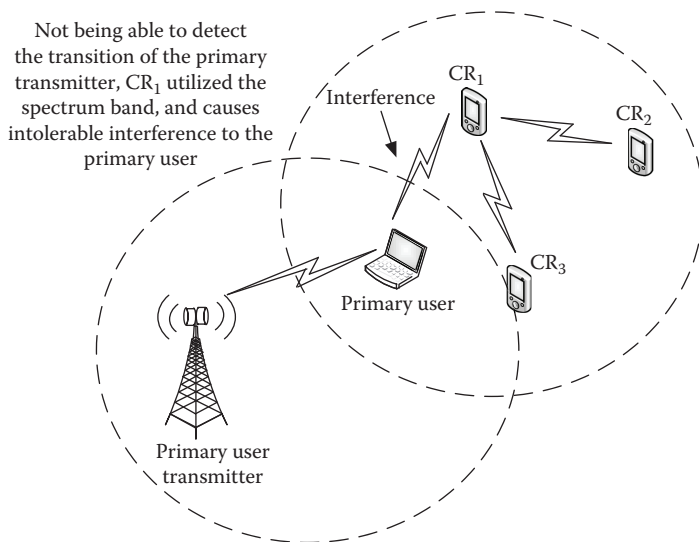 Not being able to detect
the transition of the primary
transmitter, CR₁ utilized the
spectrum band, and causes
intolerable interference to the
primary user
Interference
CR₁
CR₂
CR₃
Primary user
Primary user
transmitter